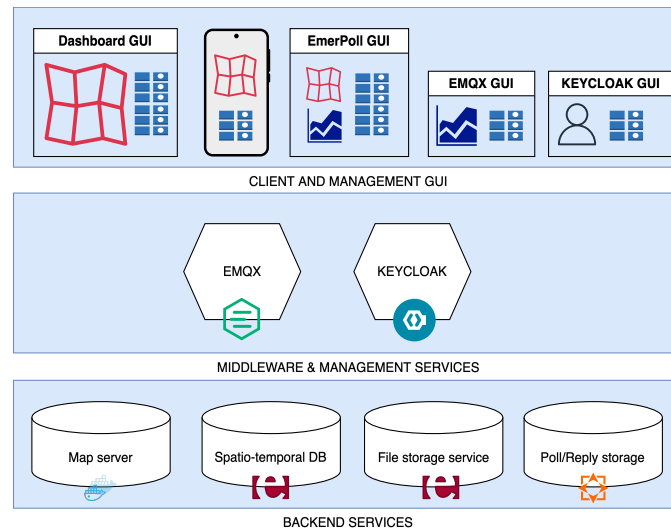 Dashboard GUI
EmerPoll GUI
EMQX GUI
KEYCLOAK GUI
CLIENT AND MANAGEMENT GUI
EMQX
KEYCLOAK
MIDDLEWARE & MANAGEMENT SERVICES
Map server
Spatio-temporal DB
File storage service
Poll/Reply storage
BACKEND SERVICES